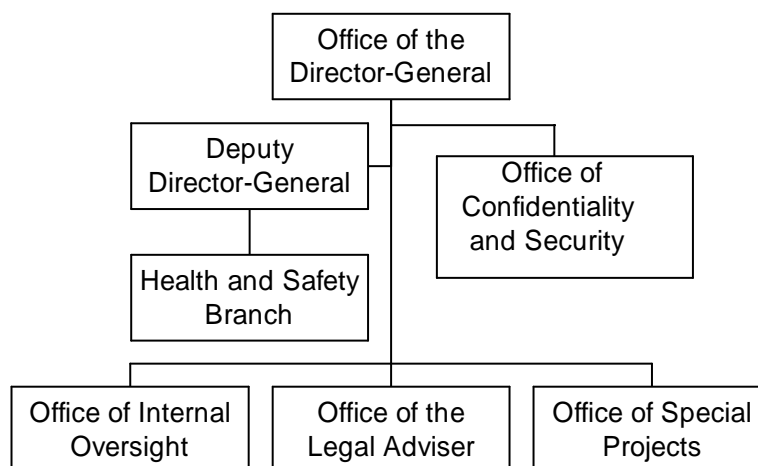 Office of the
Director-General
Deputy
Director-General
Office of
Confidentiality
and Security
Health and Safety
Branch
Office of Internal
Oversight
Office of the
Legal Adviser
Office of Special
Projects